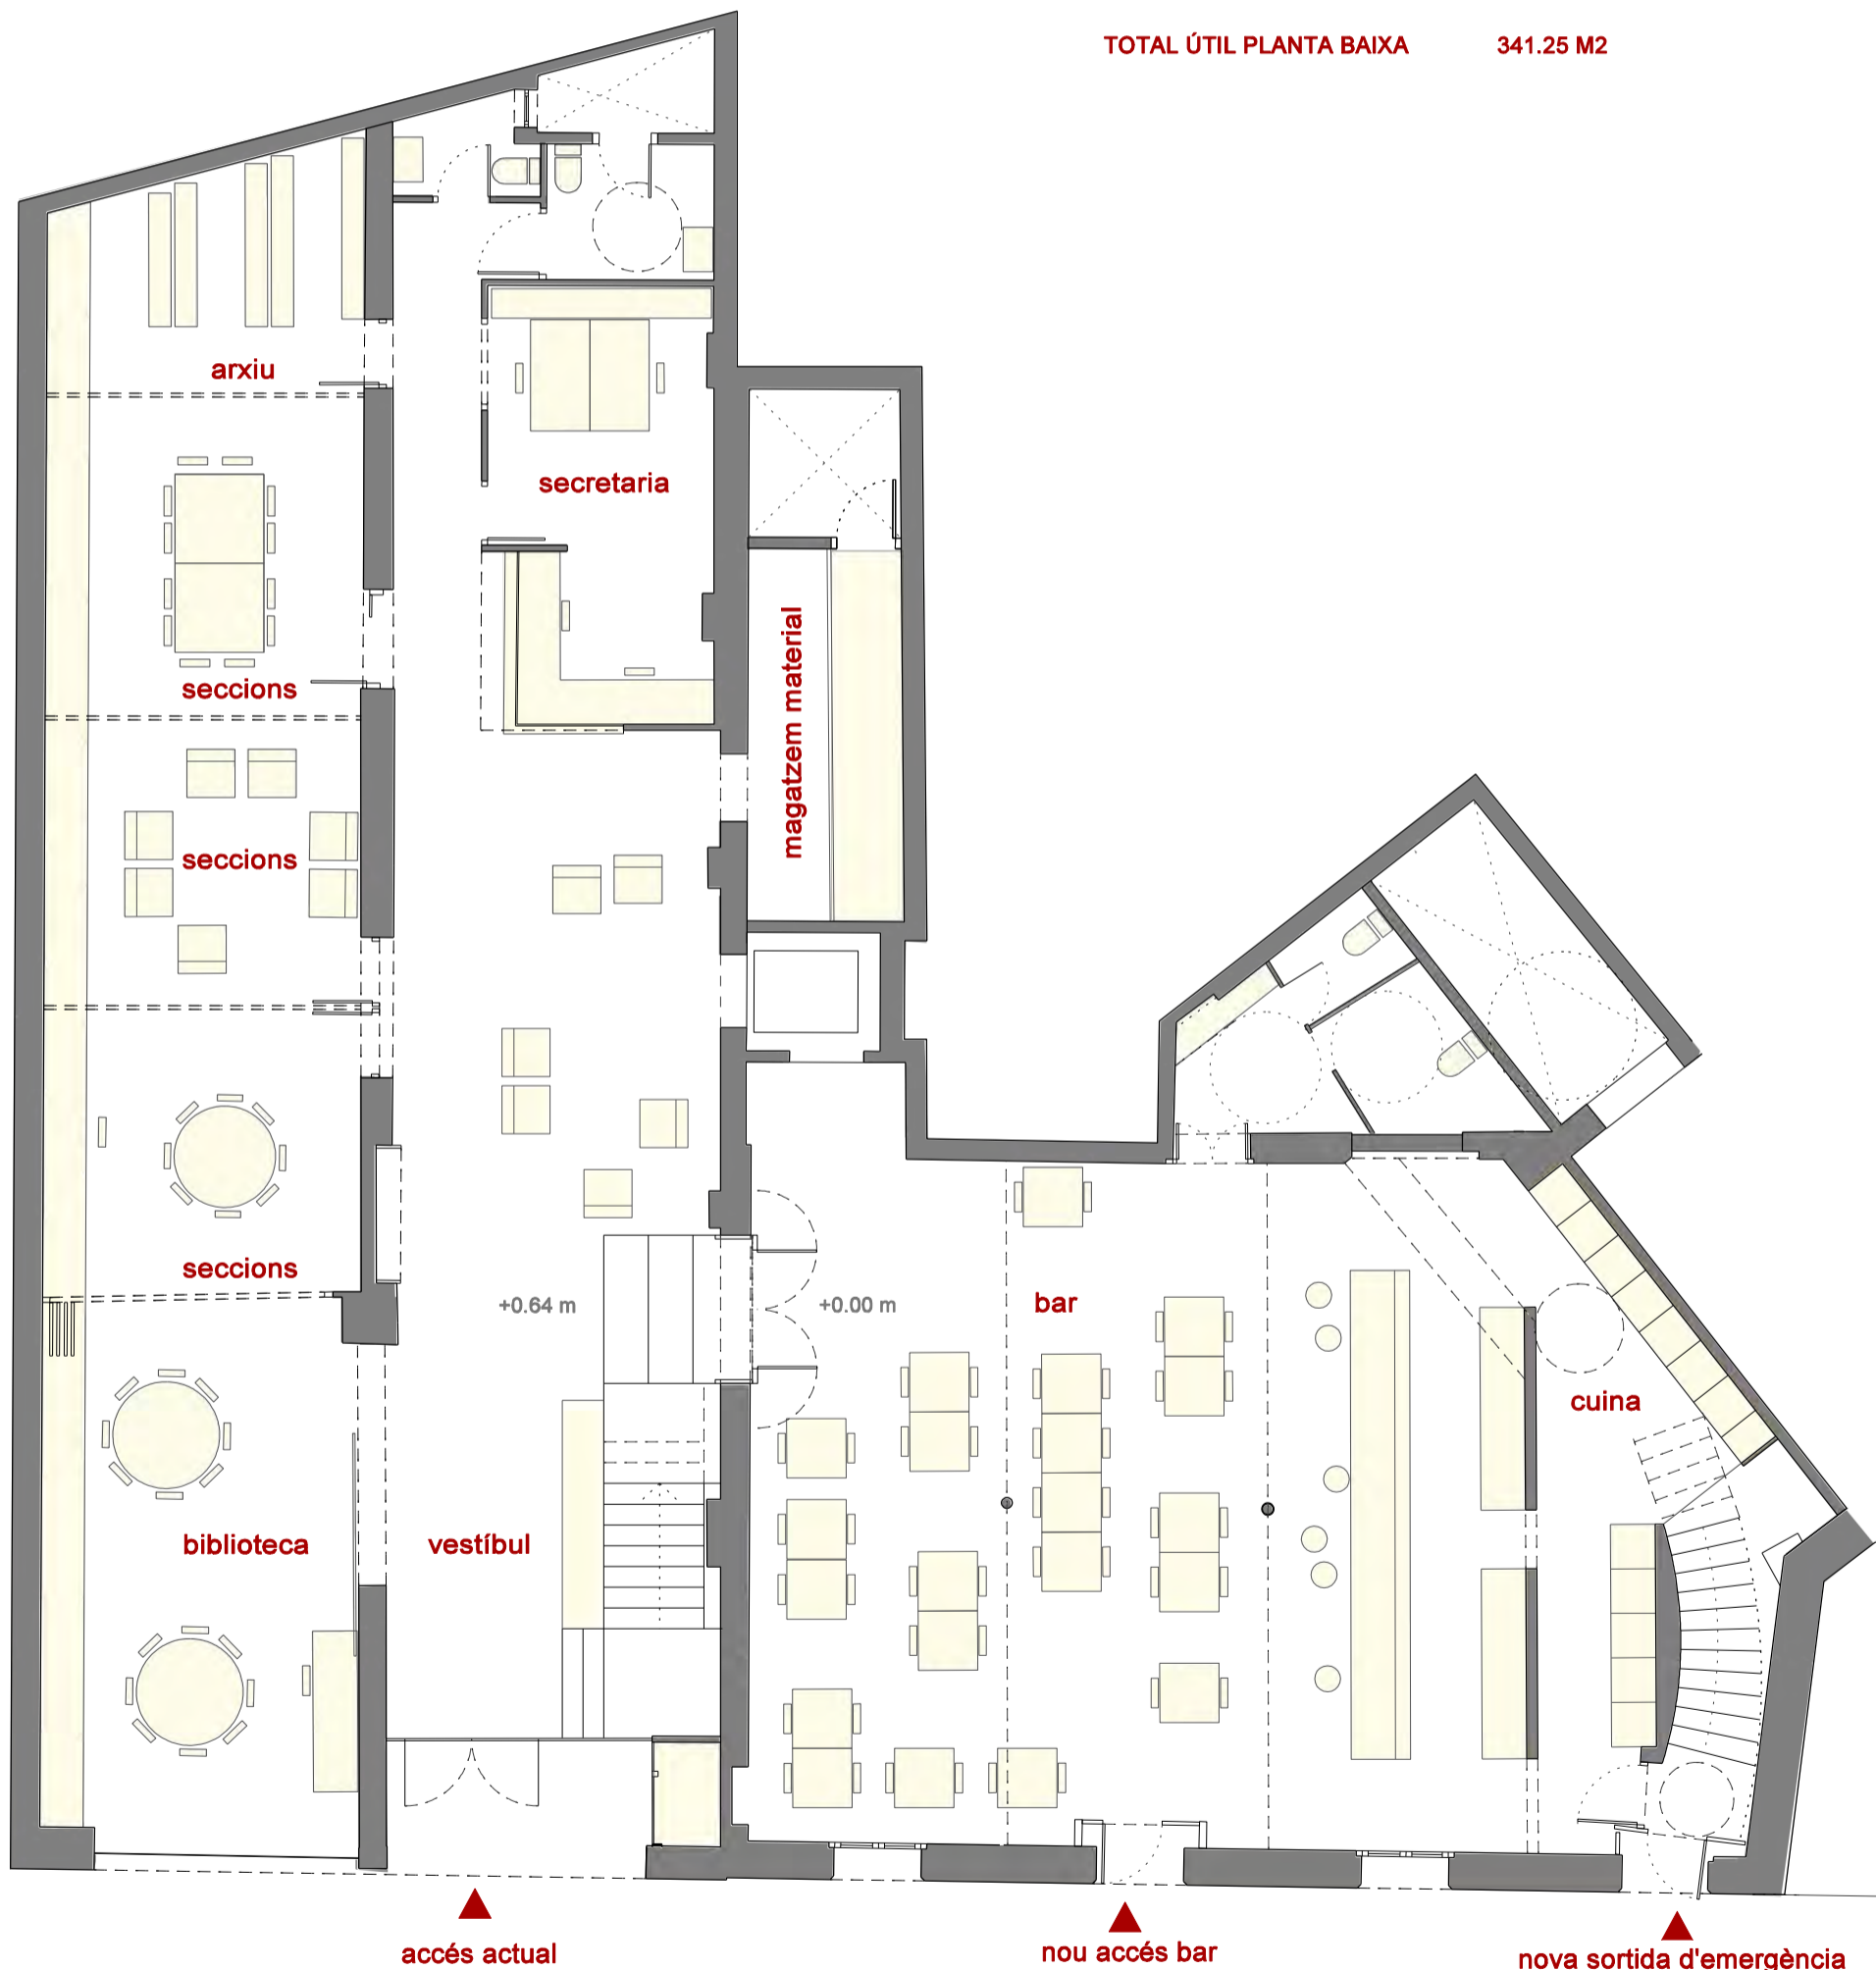 TOTAL ÚTIL PLANTA BAIXA 341.25 M2
arxiu
secretaria
magatzem material
seccions
seccions
seccions
+0.64 m
+0.00 m
bar
cuina
biblioteca
vestíbul
accés actual
nou accés bar
nova sortida d'emergència